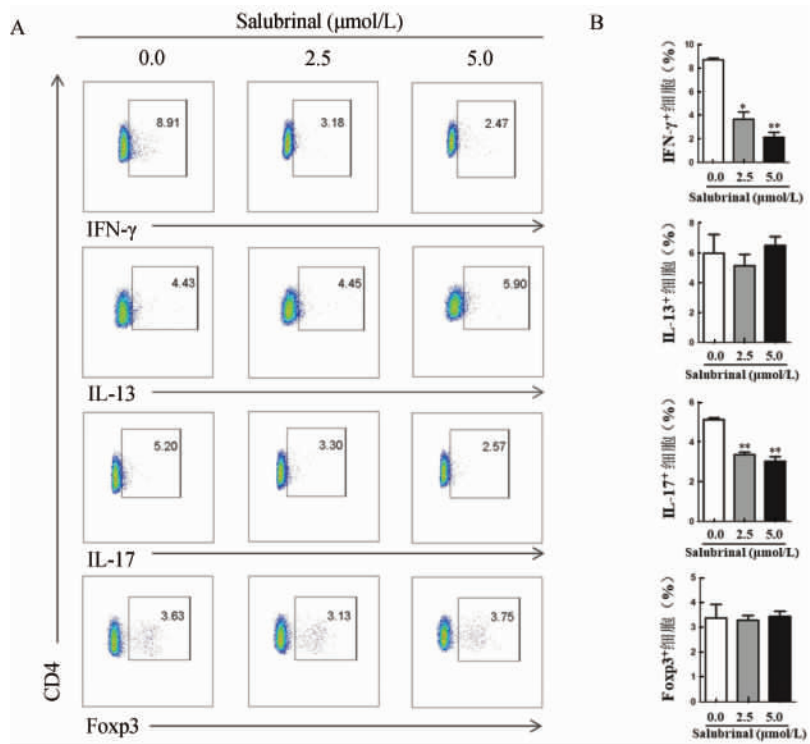 A
Salubrinal (μmol/L)
0.0 2.5 5.0
8.91 3.18 2.47
IFN-γ
4.43 4.45 5.90
IL-13
5.20 3.30 2.57
IL-17
3.63 3.13 3.75
Foxp3
CD4
B
IFN-γ⁺细胞(%)
10
8
6
4
2
0
* **
0.0 2.5 5.0
Salubrinal (μmol/L)
IL-13⁺细胞(%)
8
6
4
2
0
0.0 2.5 5.0
Salubrinal (μmol/L)
IL-17⁺细胞(%)
6
4
2
0
** **
0.0 2.5 5.0
Salubrinal (μmol/L)
Foxp3⁺细胞(%)
5
4
3
2
1
0
0.0 2.5 5.0
Salubrinal (μmol/L)